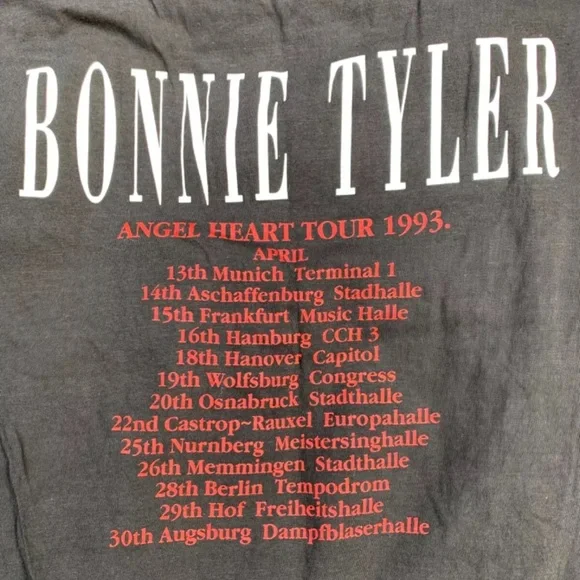 BONNIE TYLER
ANGEL HEART TOUR 1993.
APRIL
13th Munich Terminal 1
14th Aschaffenburg Stadhalle
15th Frankfurt Music Halle
16th Hamburg CCH 3
18th Hanover Capitol
19th Wolfsburg Congress
20th Osnabruck Stadthalle
22nd Castrop~Rauxel Europahalle
25th Nurnberg Meistersinghalle
26th Memmingen Stadthalle
28th Berlin Tempodrom
29th Hof Freiheitshalle
30th Augsburg Dampfblaserhalle